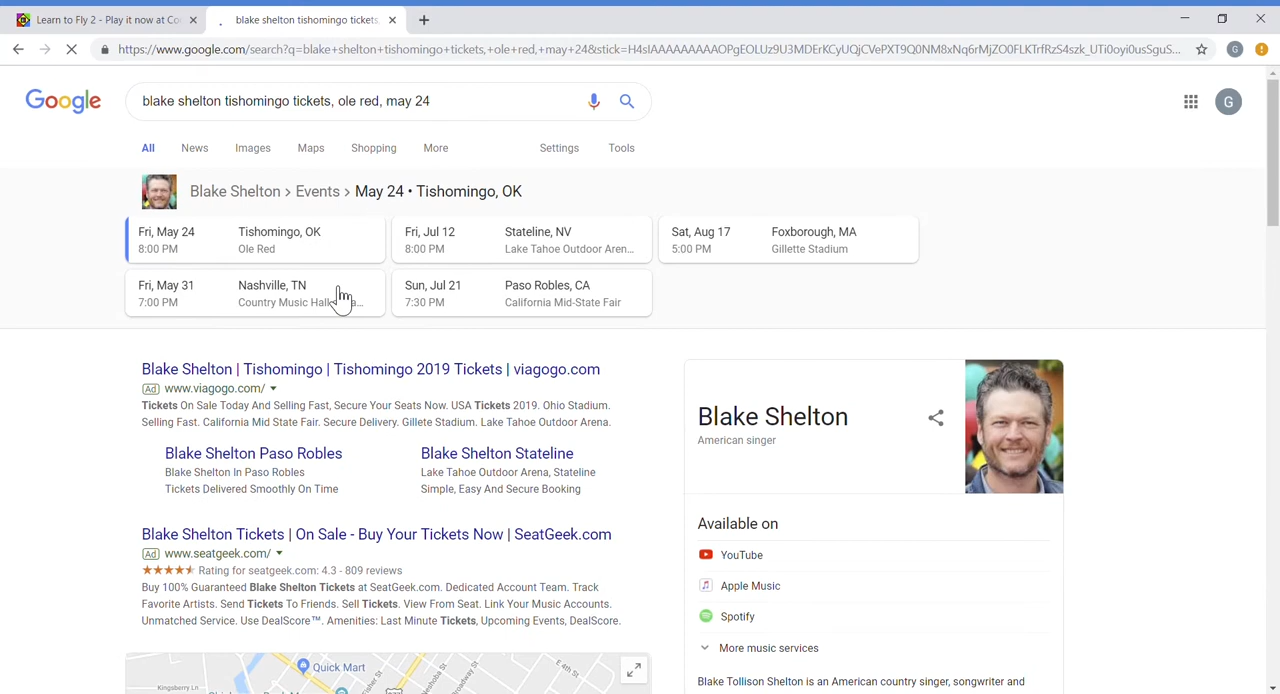 Learn to Fly 2 - Play it now at Co
blake shelton tishomingo tickets,
https://www.google.com/search?q=blake+shelton+tishomingo+tickets,+ole+red,+may+24&stick=
Google
blake shelton tishomingo tickets, ole red, may 24
G
All News Images Maps Shopping More Settings Tools
Blake Shelton > Events > May 24 • Tishomingo, OK
Fri, May 24 Tishomingo, OK
8:00 PM Ole Red
Fri, Jul 12 Stateline, NV
8:00 PM Lake Tahoe Outdoor Aren...
Sat, Aug 17 Foxborough, MA
5:00 PM Gillette Stadium
Fri, May 31 Nashville, TN
7:00 PM Country Music Hall
Sun, Jul 21 Paso Robles, CA
7:30 PM California Mid-State Fair
Blake Shelton | Tishomingo | Tishomingo 2019 Tickets | viagogo.com
Ad www.viagogo.com/
Tickets On Sale Today And Selling Fast, Secure Your Seats Now. USA Tickets 2019. Ohio Stadium.
Selling Fast. California Mid State Fair. Secure Delivery. Gillete Stadium. Lake Tahoe Outdoor Arena.
Blake Shelton Paso Robles
Blake Shelton In Paso Robles
Tickets Delivered Smoothly On Time
Blake Shelton Stateline
Lake Tahoe Outdoor Arena, Stateline
Simple, Easy And Secure Booking
Blake Shelton Tickets | On Sale - Buy Your Tickets Now | SeatGeek.com
Ad www.seatgeek.com/
Rating for seatgeek.com: 4.3 - 809 reviews
Buy 100% Guaranteed Blake Shelton Tickets at SeatGeek.com. Dedicated Account Team. Track
Favorite Artists. Send Tickets To Friends. Sell Tickets. View From Seat. Link Your Music Accounts.
Unmatched Service. Use DealScore™. Amenities: Last Minute Tickets, Upcoming Events, DealScore.
Quick Mart
Kingsberry Ln
E 4th St
Blake Shelton
American singer
Available on
YouTube
Apple Music
Spotify
More music services
Blake Tollison Shelton is an American country singer, songwriter and